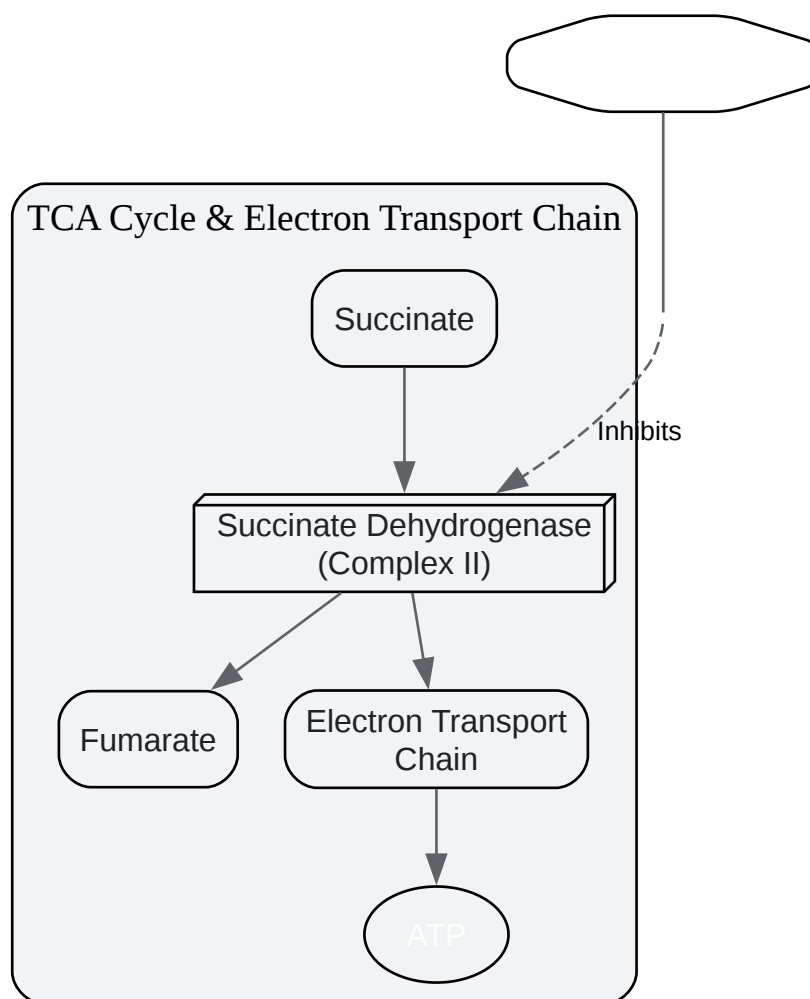 TCA Cycle & Electron Transport Chain
Succinate
Inhibits
Succinate Dehydrogenase
(Complex II)
Fumarate
Electron Transport
Chain
ATP